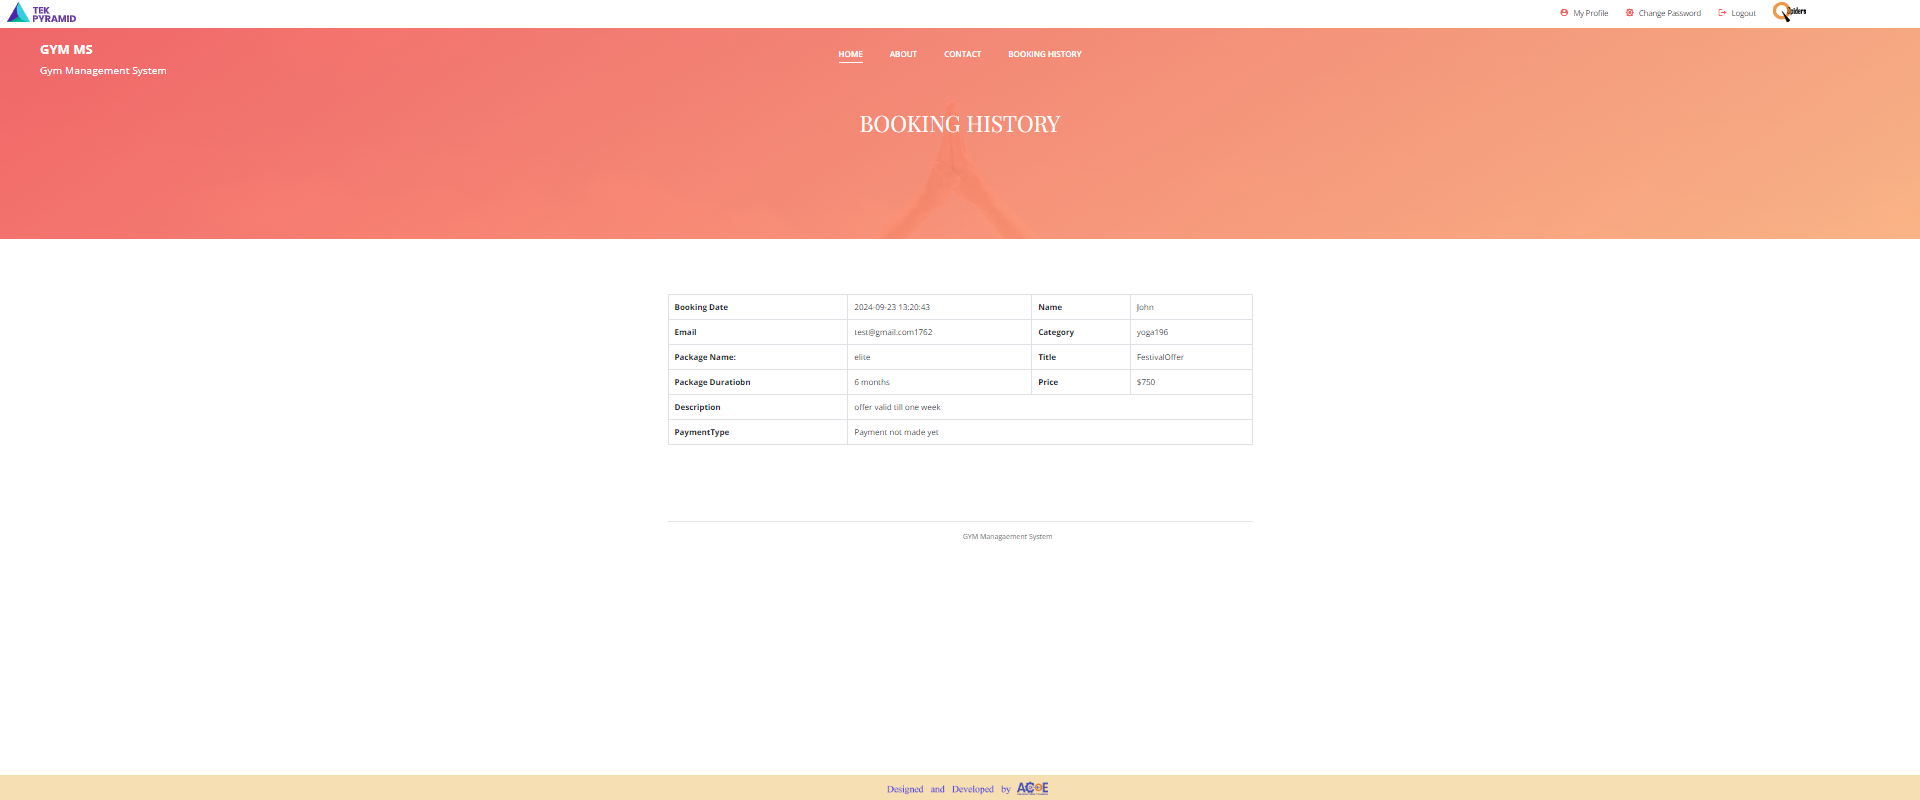 TEK
PYRAMID
My Profile
Change Password
Logout
GYM MS
Gym Management System
HOME
ABOUT
CONTACT
BOOKING HISTORY
BOOKING HISTORY
Booking Date 2024-09-23 13:20:43 Name John
Email test@gmail.com1762 Category yoga196
Package Name: elite Title FestivalOffer
Package Duratiobn 6 months Price $750
Description offer valid till one week
PaymentType Payment not made yet
GYM Managaement System
Designed and Developed by